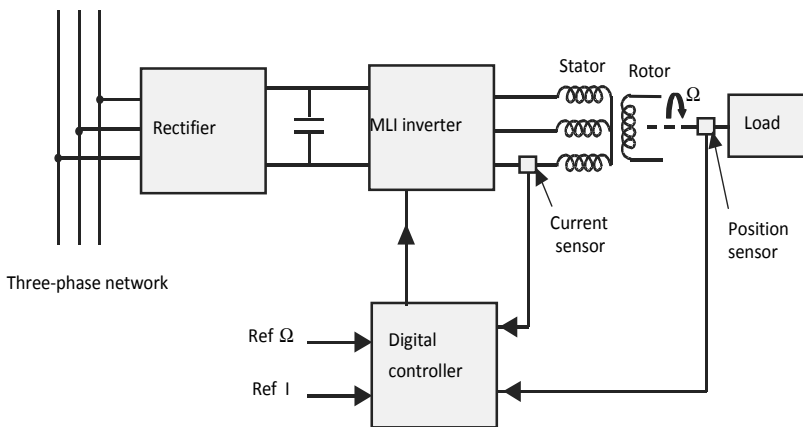 Stator
Rotor
Ω
Rectifier
MLI inverter
Load
Current
sensor
Position
sensor
Three-phase network
Ref Ω
Digital
controller
Ref I